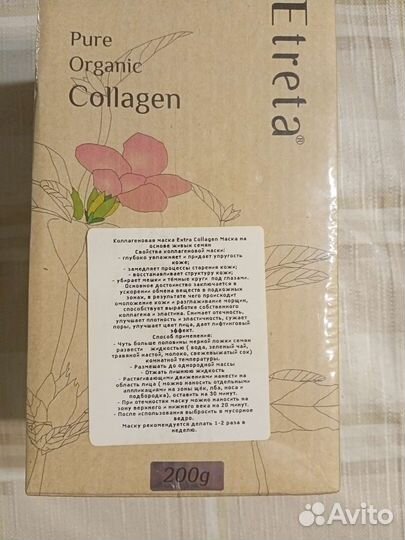 Pure
Organic
Collagen
Etreta®
Коллагеновая маска Extra Collagen Маска на
основе живых семян
Свойства коллагеновой маски:
- глубоко увлажняет и придает упругость
кожи;
- замедляет процессы старения кожи;
- восстанавливает структуру кожи;
- убирает мешки и тёмные круги под глазами.
Основное достоинство заключается в
ускорении обмена веществ в подкожных
зонах, в результате чего происходит
омоложение кожи и разглаживание морщин,
способствует выработке собственного
коллагена и эластина. Снимает отечность,
улучшает плотность и эластичность, сужает
поры, улучшает цвет лица, дает лифтинговый
эффект.
Способ применения:
- Чуть больше половины мерной ложки семян
развести жидкостью ( вода, зеленый чай,
травяной настой, молоко, свежевыжатый сок)
комнатной температуры.
- Размешать до однородной массы
- Отжать лишнюю жидкость
- Растягивающими движениями нанести на
область лица ( можно наносить отдельными
аппликациями на зоны щёк, лба, носа и
подбородка), оставить на 30 минут.
- При отечностях маску можно наносить на
зону верхнего и нижнего века на 20 минут.
- После использования выбросить в мусорное
ведро.
Маску рекомендуется делать 1-2 раза в
неделю.
200g
Avito